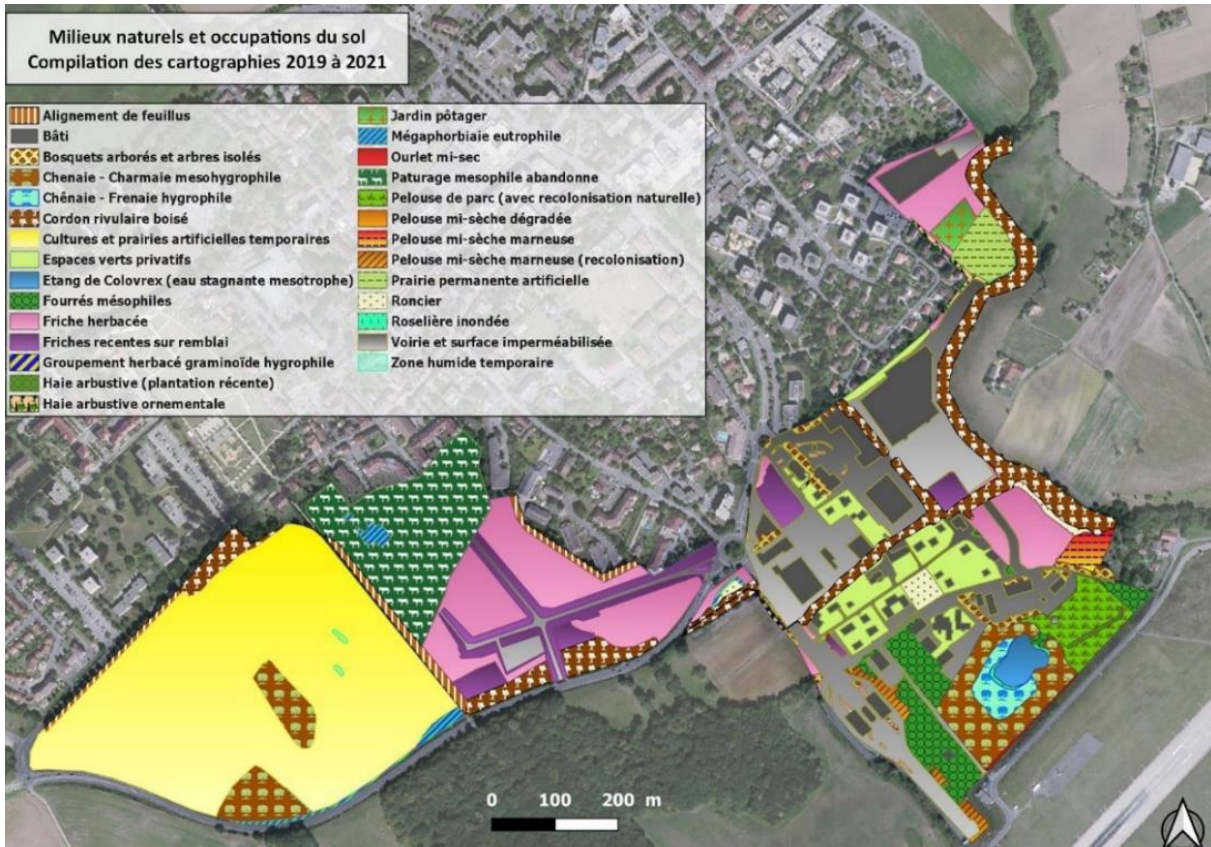 Milieux naturels et occupations du sol
Compilation des cartographies 2019 à 2021
Alignement de feuillus
Bâti
Bosquets arborés et arbres isolés
Chenaie - Charmaie mesohygrophile
Chênaie - Frenaie hygrophile
Cordon rivulaire boisé
Cultures et prairies artificielles temporaires
Espaces verts privatifs
Etang de Colovrex (eau stagnante mesotrophe)
Fourrés mésophiles
Friche herbacée
Friches recentes sur remblai
Groupement herbacé graminoïde hygrophile
Haie arbustive (plantation récente)
Haie arbustive ornementale
Jardin pôtager
Mégaphorbiaie eutrophile
Ourlet mi-sec
Paturage mesophile abandonne
Pelouse de parc (avec recolonisation naturelle)
Pelouse mi-sèche dégradée
Pelouse mi-sèche marneuse
Pelouse mi-sèche marneuse (recolonisation)
Prairie permanente artificielle
Roncier
Roselière inondée
Voirie et surface imperméabilisée
Zone humide temporaire
0 100 200 m